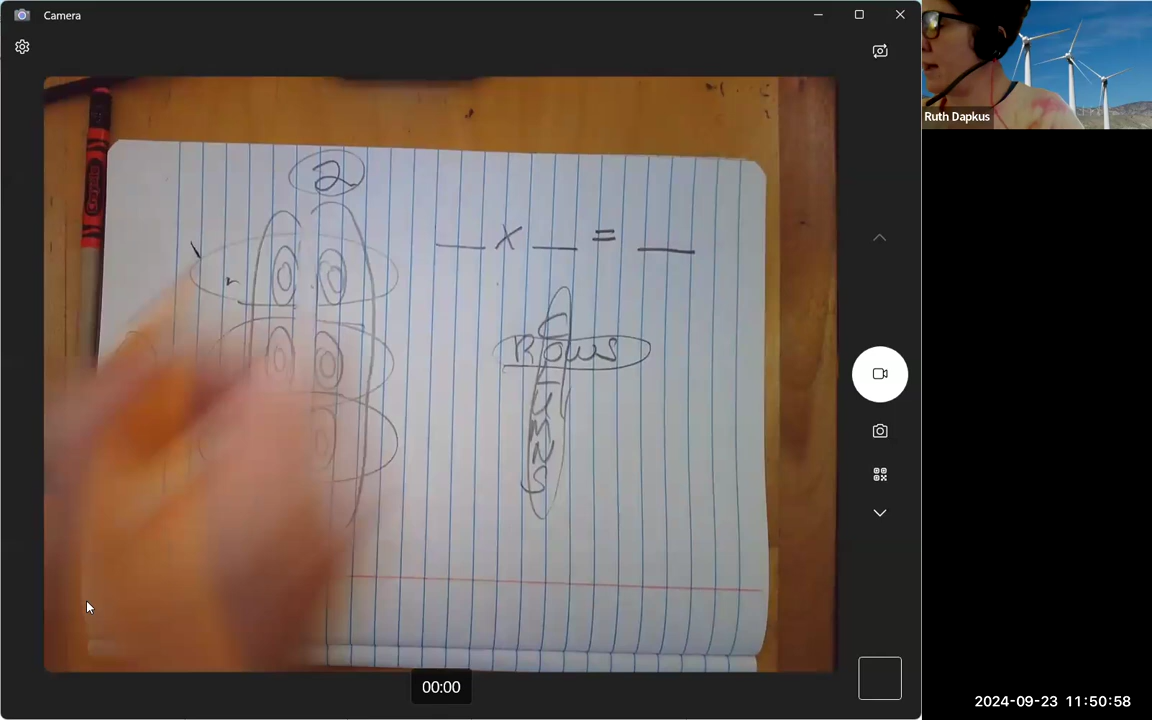 Camera
Ruth Dapkus
2
__ x __ = __
ROWS
COLUMNS
00:00
2024-09-23 11:50:58